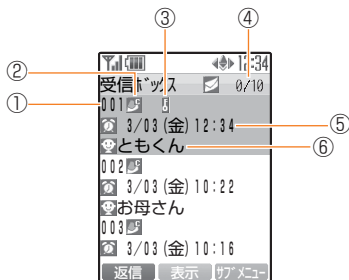 ③ ④
② 12:34
受信ボックス 0/10
① 001
3/03(金)12:34 ⑤
ともくん ⑥
002
3/03(金)10:22
お母さん
003
3/03(金)10:16
返信 表示 サブメニュー